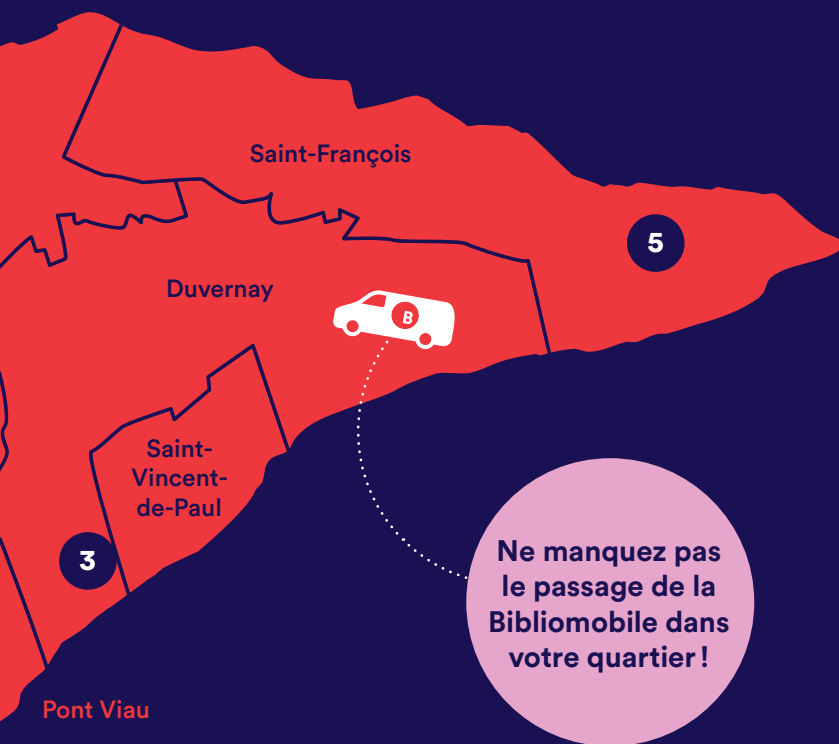 Saint-François
5
Duvernay
B
Saint-
Vincent-
de-Paul
3
Ne manquez pas
le passage de la
Bibliomobile dans
votre quartier !
Pont Viau